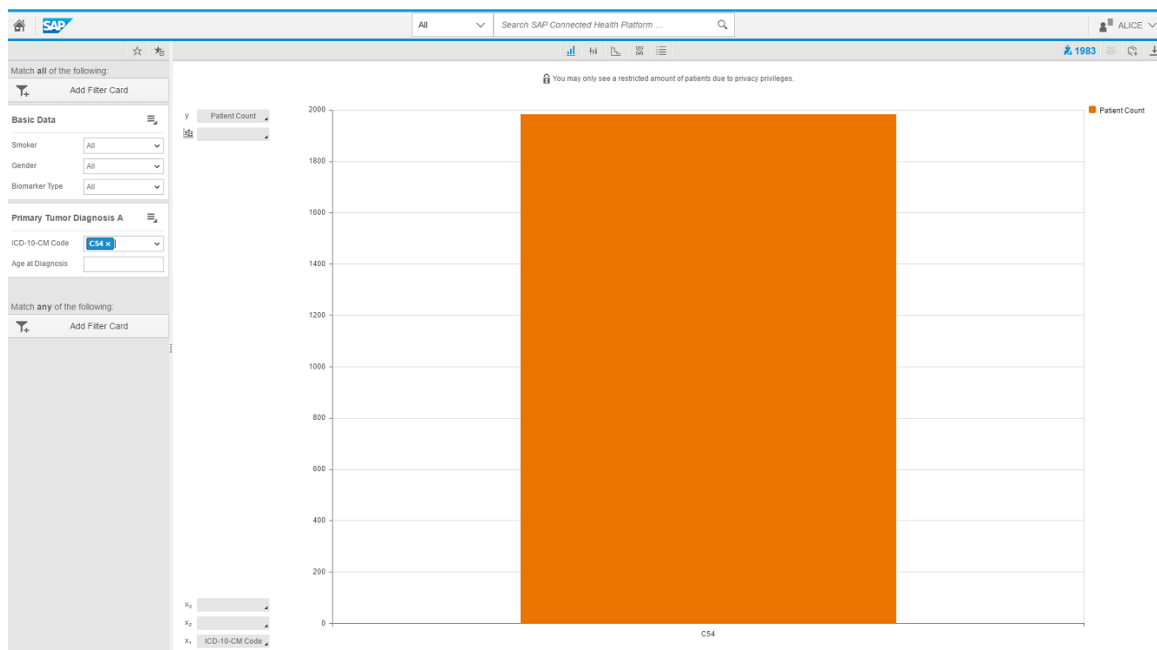 SAP
All
Search SAP Connected Health Platform ...
ALICE
1983
Match all of the following:
Add Filter Card
Basic Data
Smoker All
Gender All
Biomarker Type All
Primary Tumor Diagnosis A
ICD-10-CM Code C54 ×
Age at Diagnosis
Match any of the following:
Add Filter Card
You may only see a restricted amount of patients due to privacy privileges.
y Patient Count
2000
1800
1600
1400
1200
1000
800
600
400
200
0
Patient Count
x₃
x₂
x₁ ICD-10-CM Code
C54